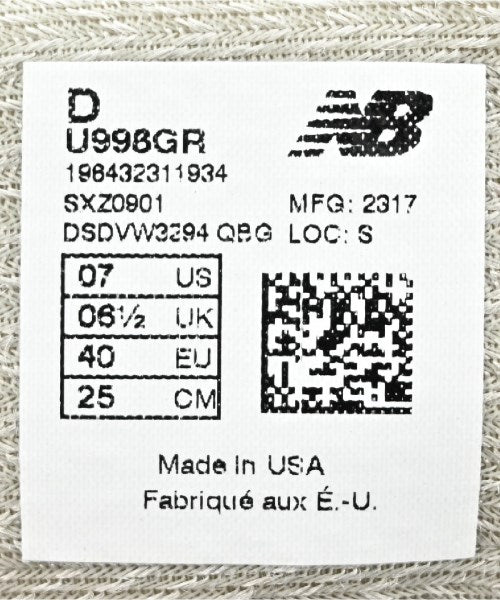 D
NB
U998GR
196432311934
SXZ0901 MFG: 2317
DSDVW3294 QBG LOC: S
07 US
06½ UK
40 EU
25 CM
Made in USA
Fabriqué aux É.-U.